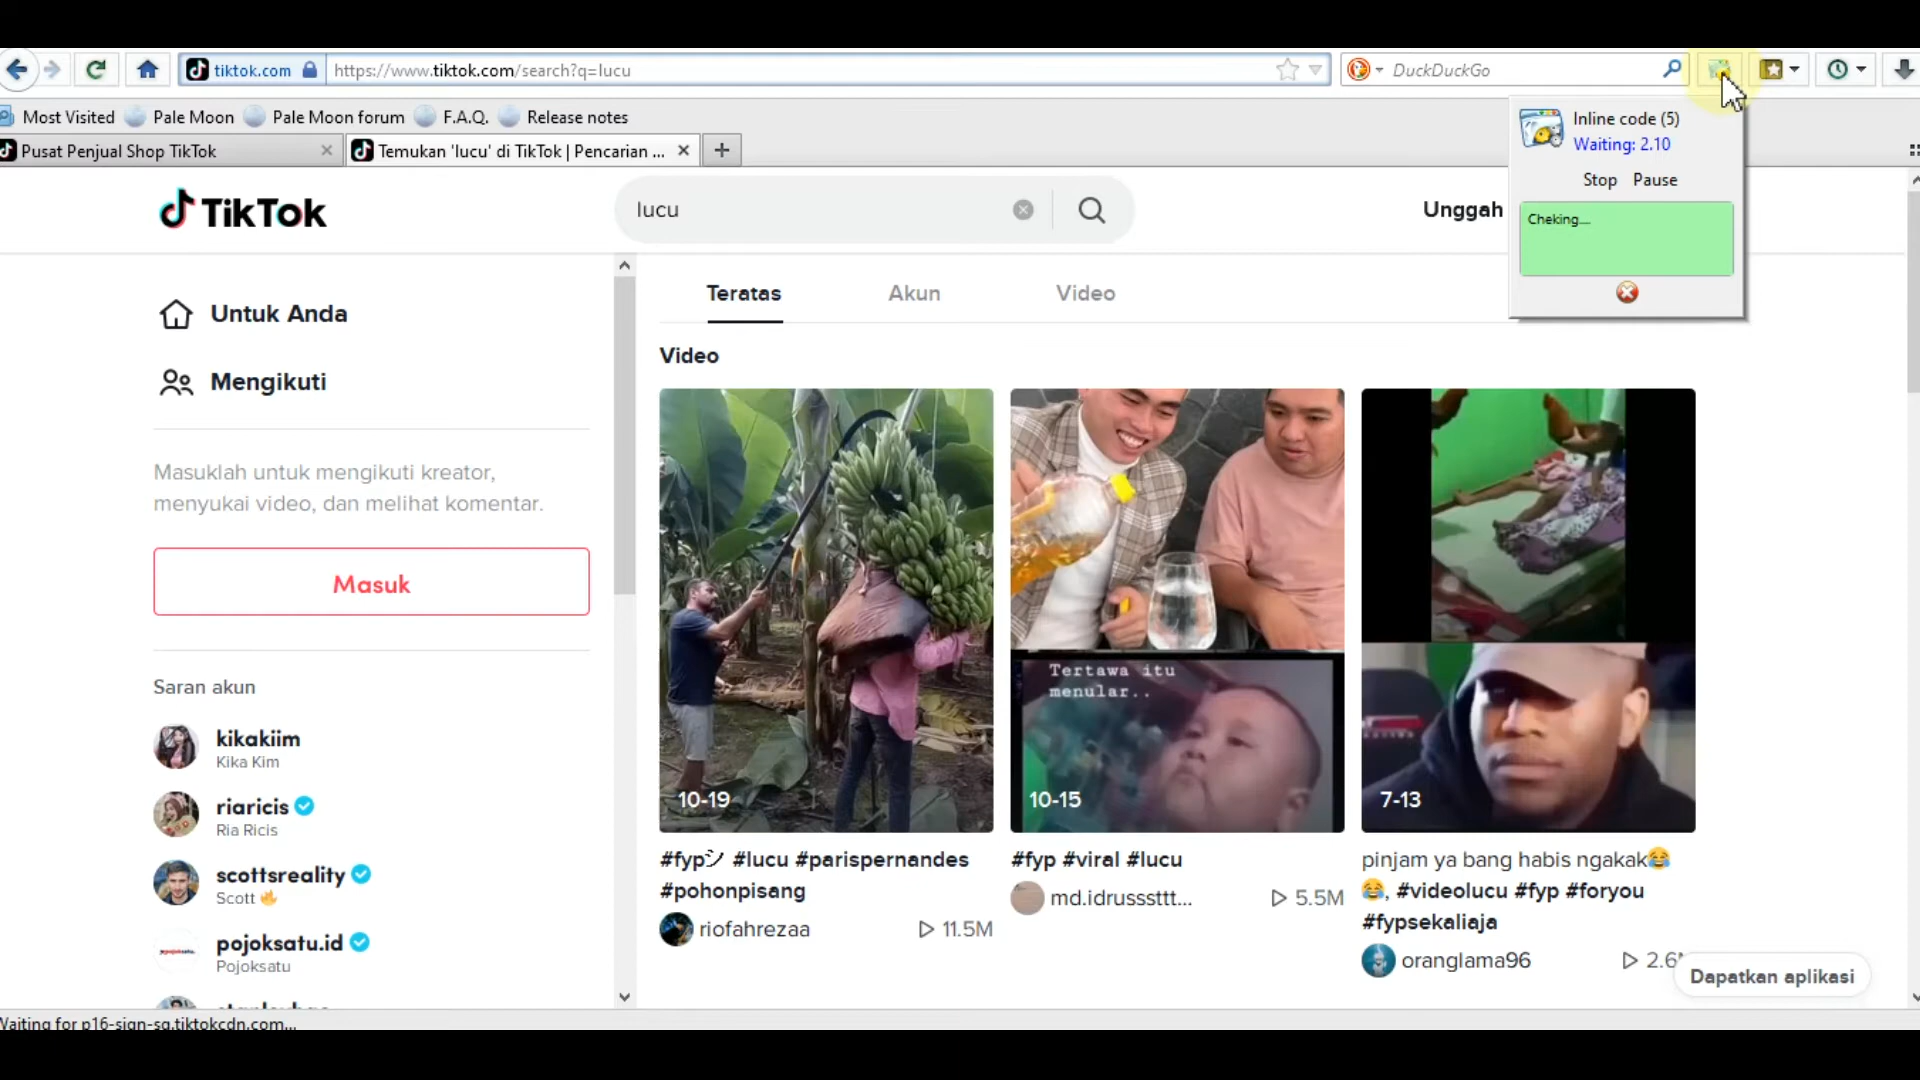 tiktok.com
https://www.tiktok.com/search?q=lucu
DuckDuckGo
Most Visited
Pale Moon
Pale Moon forum
F.A.Q.
Release notes
Inline code (5)
Waiting: 2.10
Stop Pause
Cheking....
Pusat Penjual Shop TikTok
Temukan 'lucu' di TikTok | Pencarian ...
TikTok
lucu
Unggah
Untuk Anda
Mengikuti
Masuklah untuk mengikuti kreator,
menyukai video, dan melihat komentar.
Masuk
Saran akun
kikakiim
Kika Kim
riaricis
Ria Ricis
scottsreality
Scott 🔥
pojoksatu.id
Pojoksatu
Teratas
Akun
Video
Video
10-19
#fypシ #lucu #parispernandes
#pohonpisang
riofahrezaa
11.5M
Tertawa itu
menular..
10-15
#fyp #viral #lucu
md.idrusssttt...
5.5M
7-13
pinjam ya bang habis ngakak😂
😂, #videolucu #fyp #foryou
#fypsekaliaja
oranglama96
2.6M
Dapatkan aplikasi
Waiting for p16-sign-sg.tiktokcdn.com...